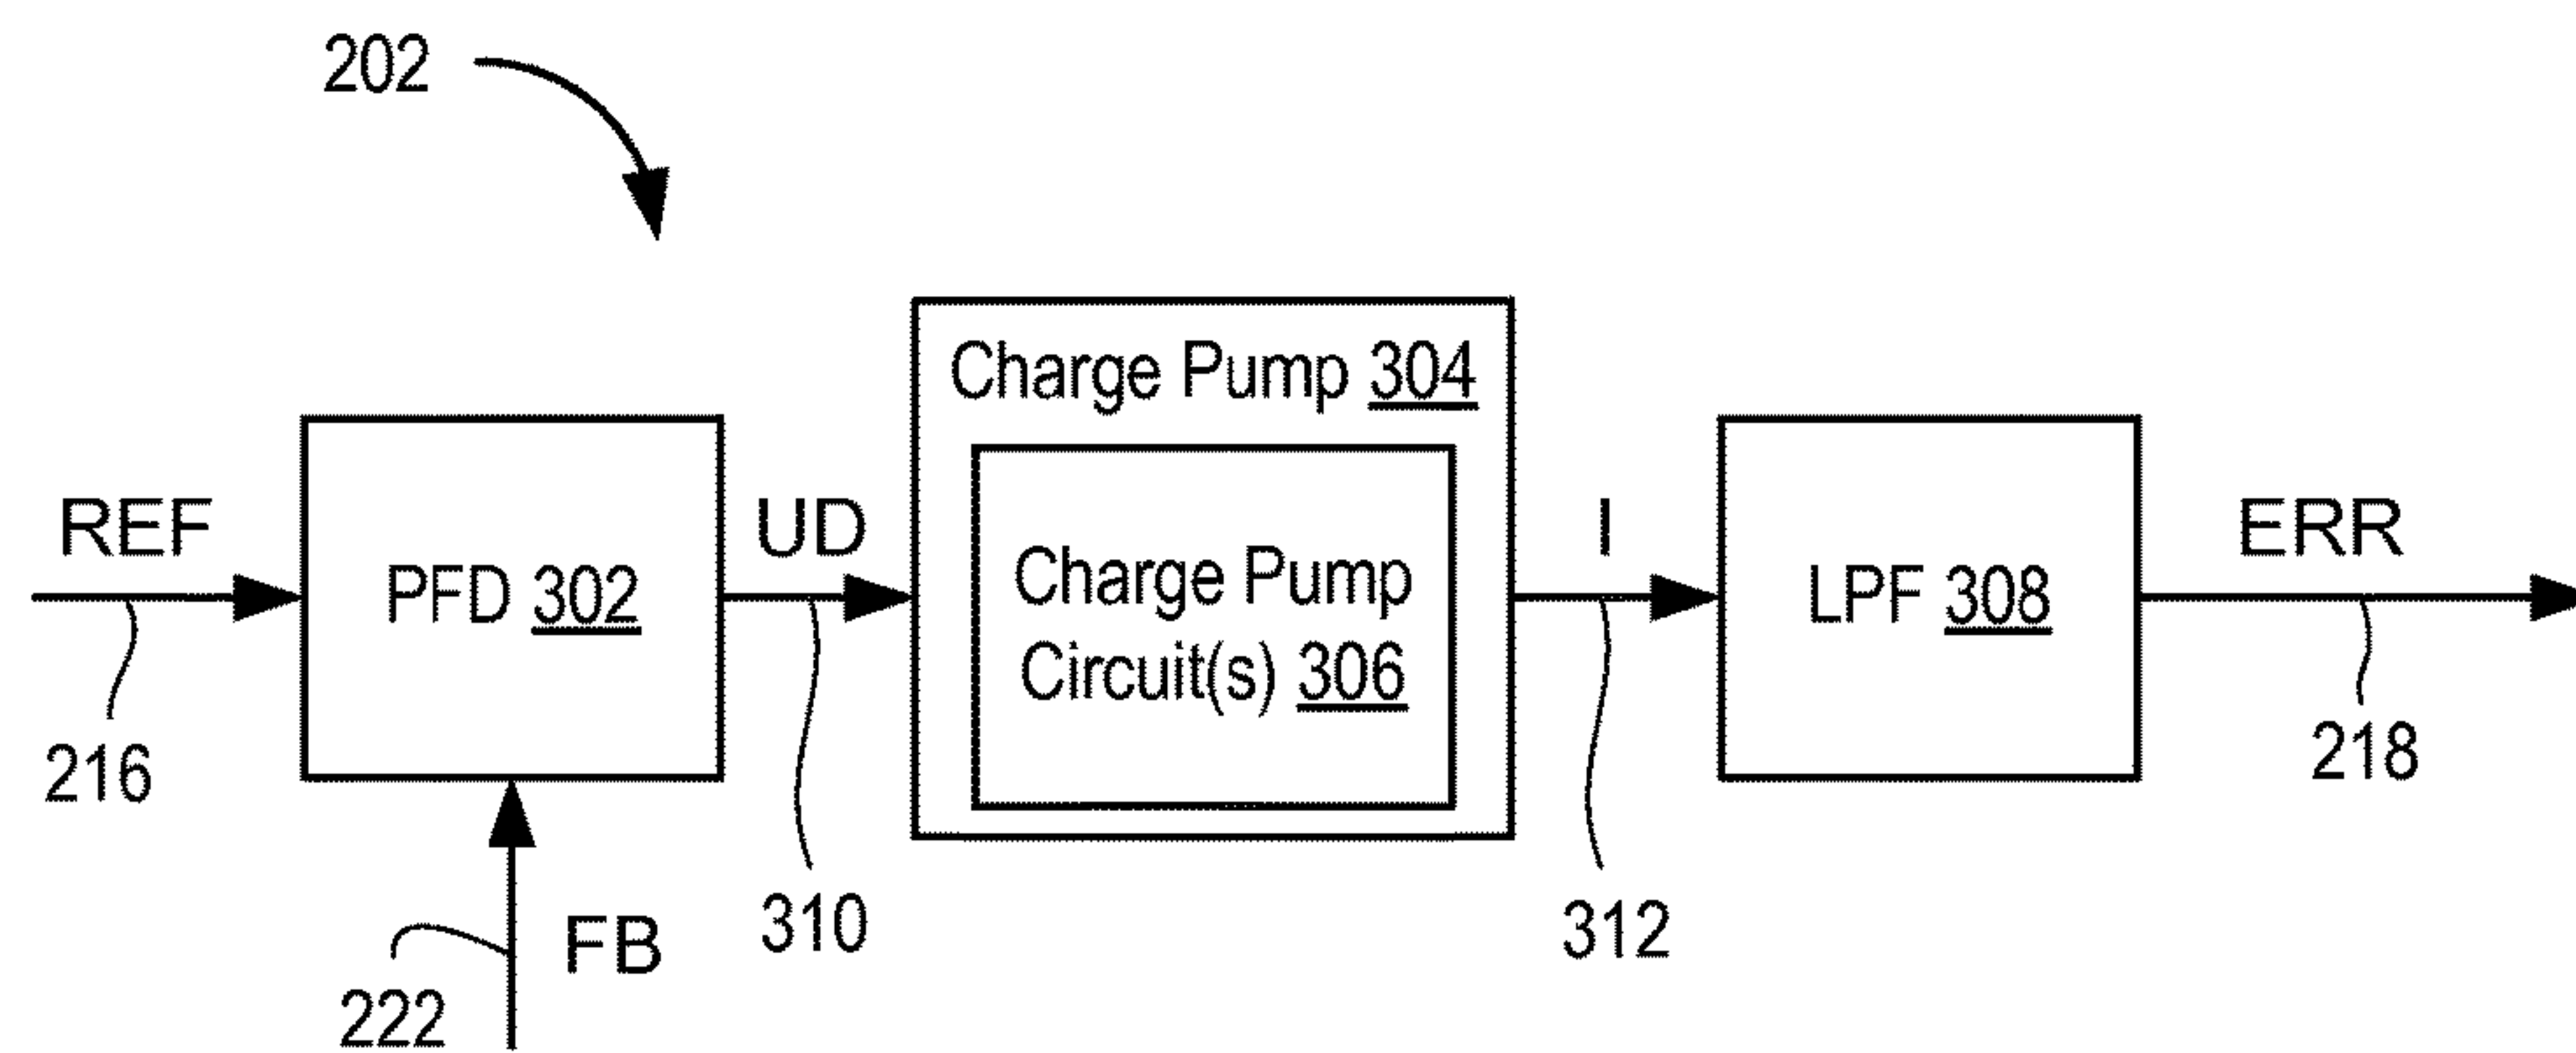 202
Charge Pump 304
REF
PFD 302
UD
Charge Pump
Circuit(s) 306
I
LPF 308
ERR
216
222
FB
310
312
218